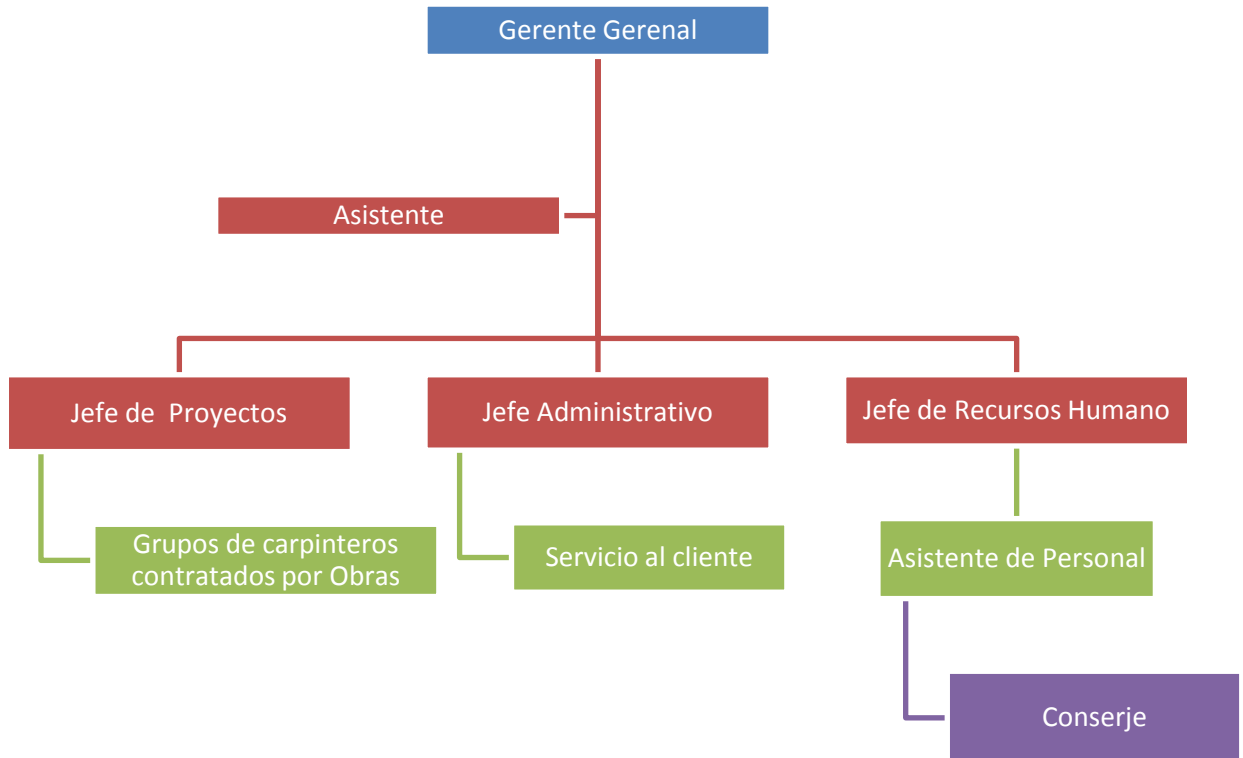 Gerente Gerenal
Asistente
Jefe de Proyectos
Jefe Administrativo
Jefe de Recursos Humano
Grupos de carpinteros
contratados por Obras
Servicio al cliente
Asistente de Personal
Conserje